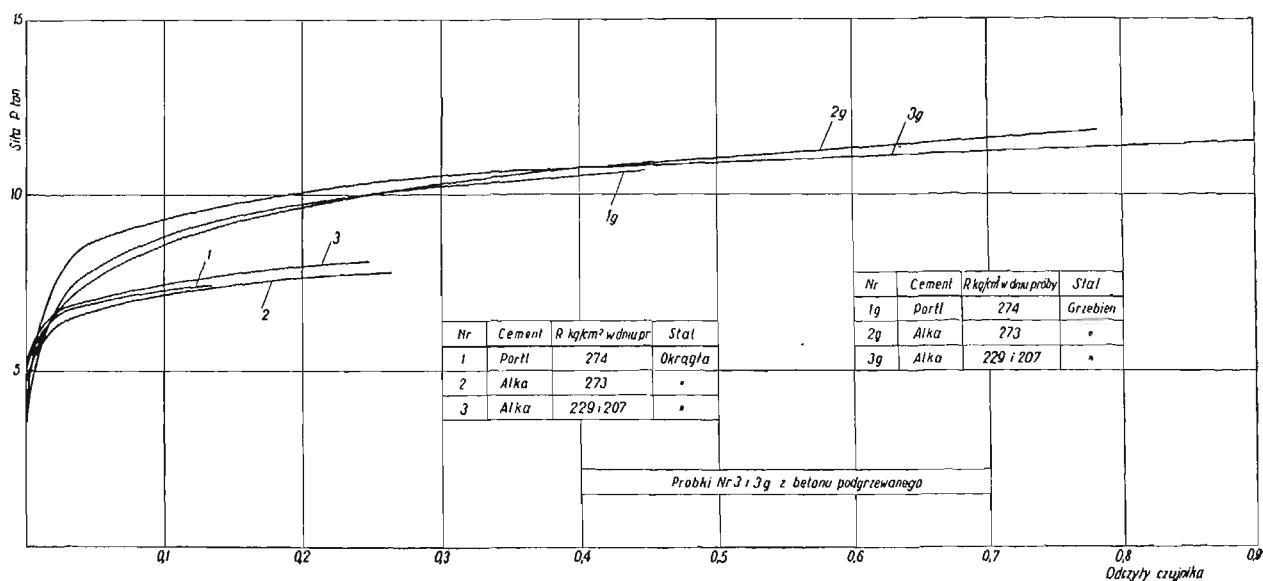 15
Siła P ton
10
5
2g
3g
1g
3
1
2
Nr Cement R kg/cm² w dniu próby Stal
1g Portl 274 Grzebien
2g Alka 273 "
3g Alka 229 i 207 "
Nr Cement R kg/cm² w dniu pr Stal
1 Portl 274 Okrągła
2 Alka 273 "
3 Alka 229 i 207 "
Probki Nr 3 i 3g z betonu podgrzewanego
0,1 0,2 0,3 0,4 0,5 0,6 0,7 0,8 0,9
Odczyty czujnika